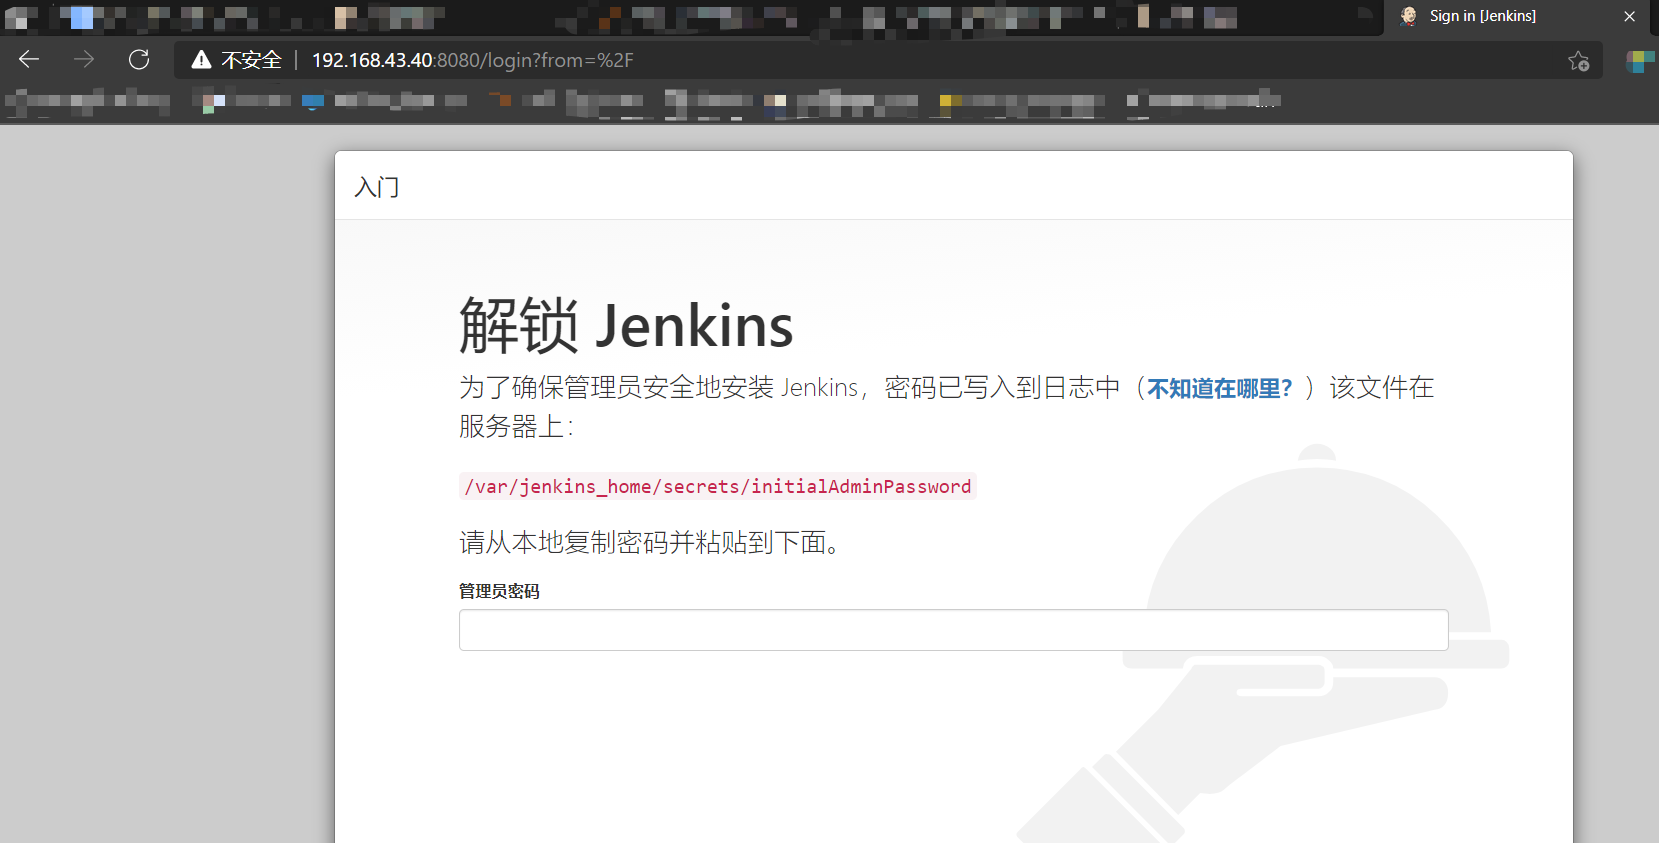 Sign in [Jenkins]
不安全 | 192.168.43.40:8080/login?from=%2F
入门
解锁 Jenkins
为了确保管理员安全地安装 Jenkins，密码已写入到日志中（不知道在哪里？）该文件在
服务器上：
/var/jenkins_home/secrets/initialAdminPassword
请从本地复制密码并粘贴到下面。
管理员密码